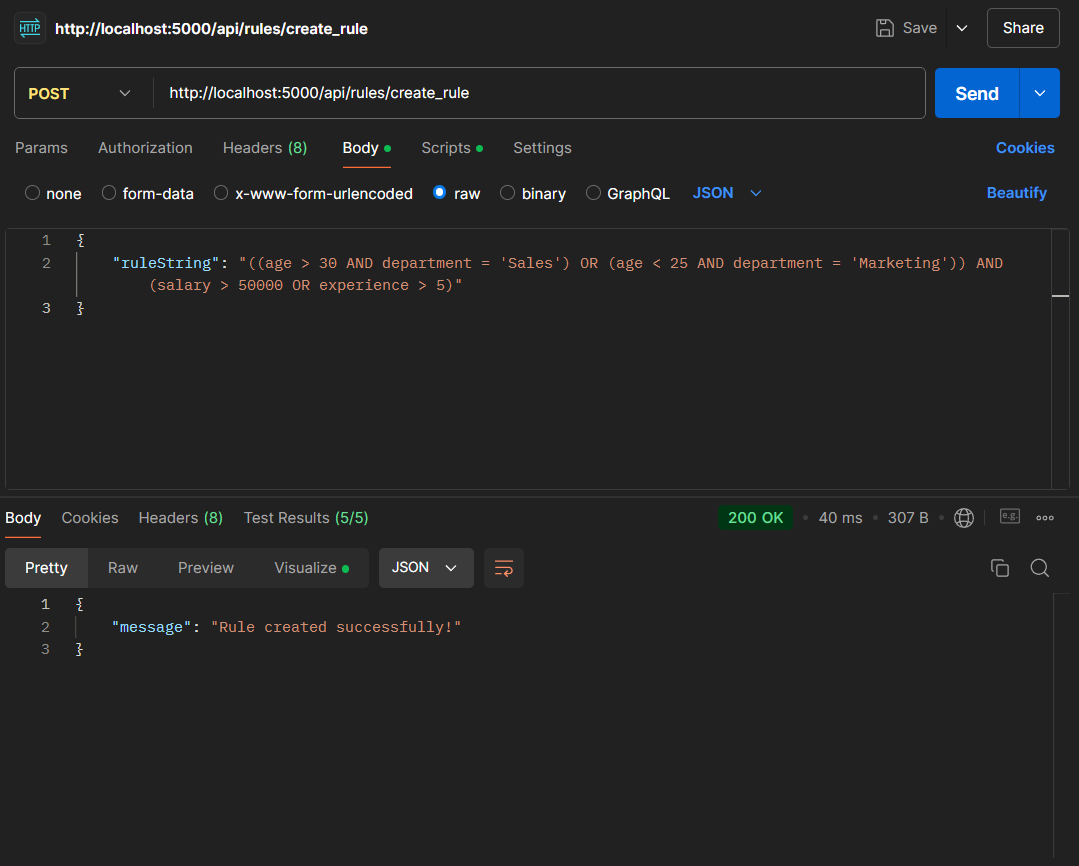 HTTP http://localhost:5000/api/rules/create_rule Save Share
POST http://localhost:5000/api/rules/create_rule Send
Params Authorization Headers (8) Body Scripts Settings Cookies
none form-data x-www-form-urlencoded raw binary GraphQL JSON Beautify
1 {
2 "ruleString": "((age > 30 AND department = 'Sales') OR (age < 25 AND department = 'Marketing')) AND
(salary > 50000 OR experience > 5)"
3 }
Body Cookies Headers (8) Test Results (5/5) 200 OK 40 ms 307 B e.g.
Pretty Raw Preview Visualize JSON
1 {
2 "message": "Rule created successfully!"
3 }